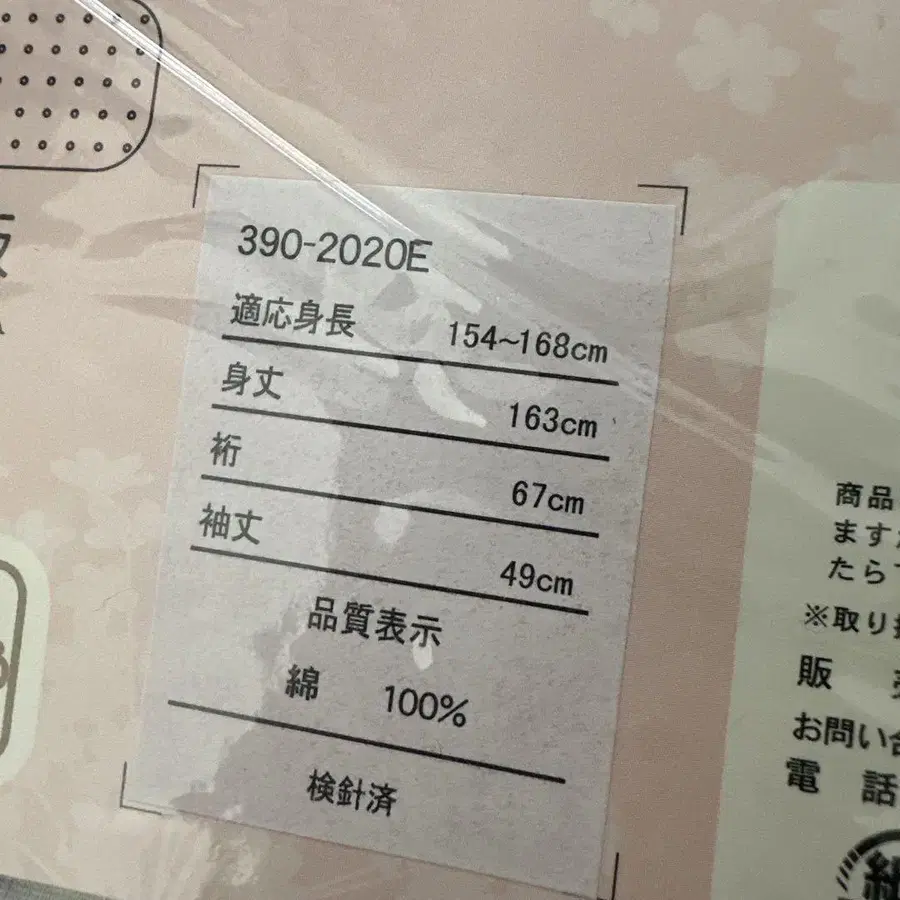 390-2020E
適応身長 154~168cm
身丈 163cm
裄 67cm
袖丈 49cm
品質表示
綿 100%
検針済
商品
ます
たら
※取り
販
お問い合
電話